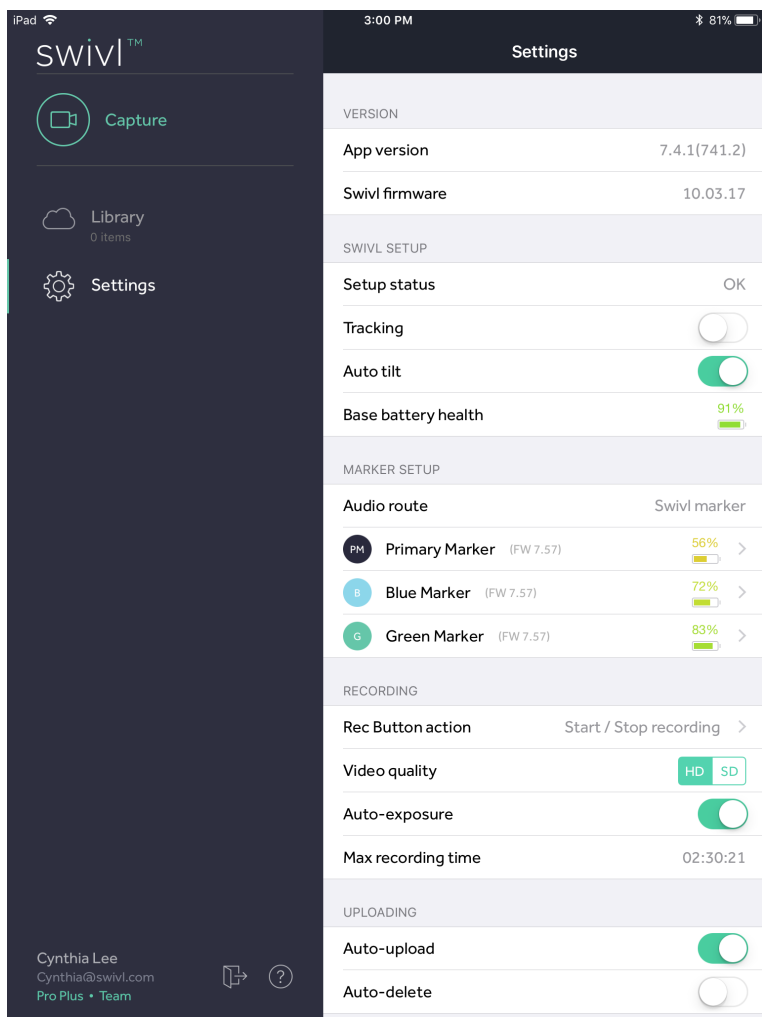 iPad 3:00 PM 81%
swivl™
Capture
Library
0 items
Settings
Cynthia Lee
Cynthia@swivl.com
Pro Plus • Team
?
Settings
VERSION
App version 7.4.1(741.2)
Swivl firmware 10.03.17
SWIVL SETUP
Setup status OK
Tracking
Auto tilt
Base battery health 91%
MARKER SETUP
Audio route Swivl marker
PM Primary Marker (FW 7.57) 56%
B Blue Marker (FW 7.57) 72%
G Green Marker (FW 7.57) 83%
RECORDING
Rec Button action Start / Stop recording
Video quality HD SD
Auto-exposure
Max recording time 02:30:21
UPLOADING
Auto-upload
Auto-delete